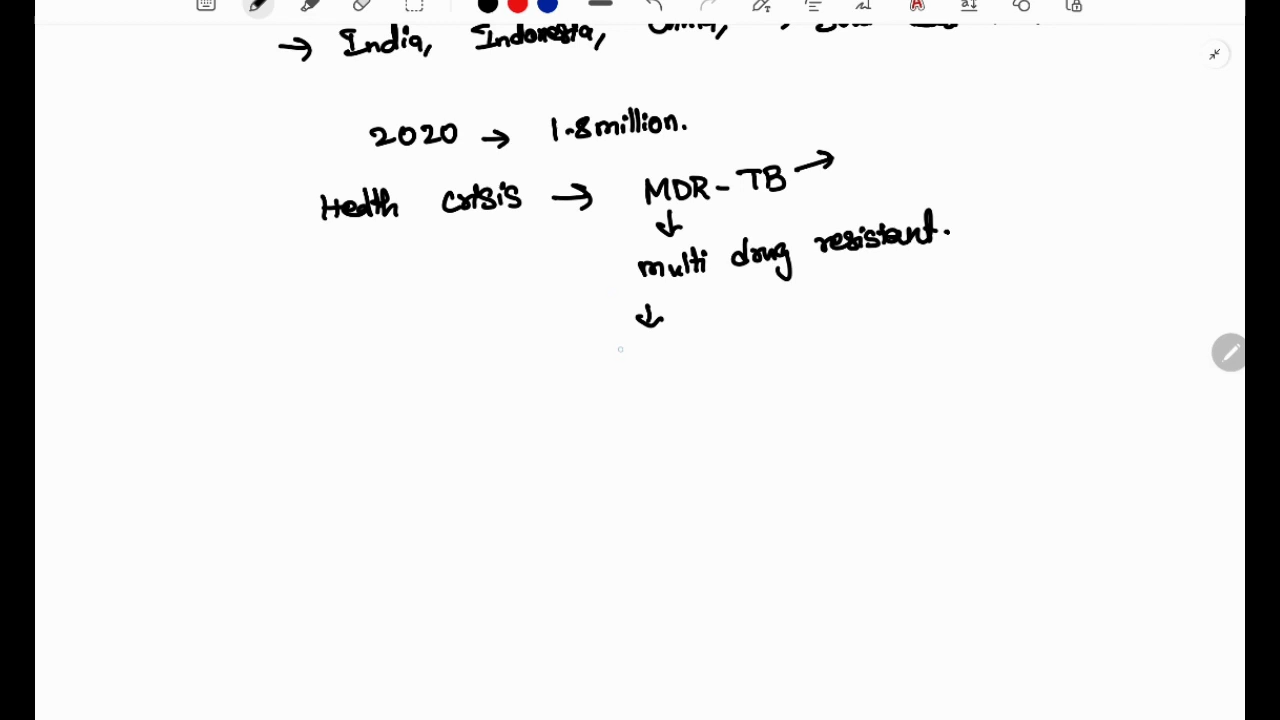 → India, Indonesia,
2020 → 1.8 million.
Health crisis → MDR-TB →
↓
multi drug resistant.
↓